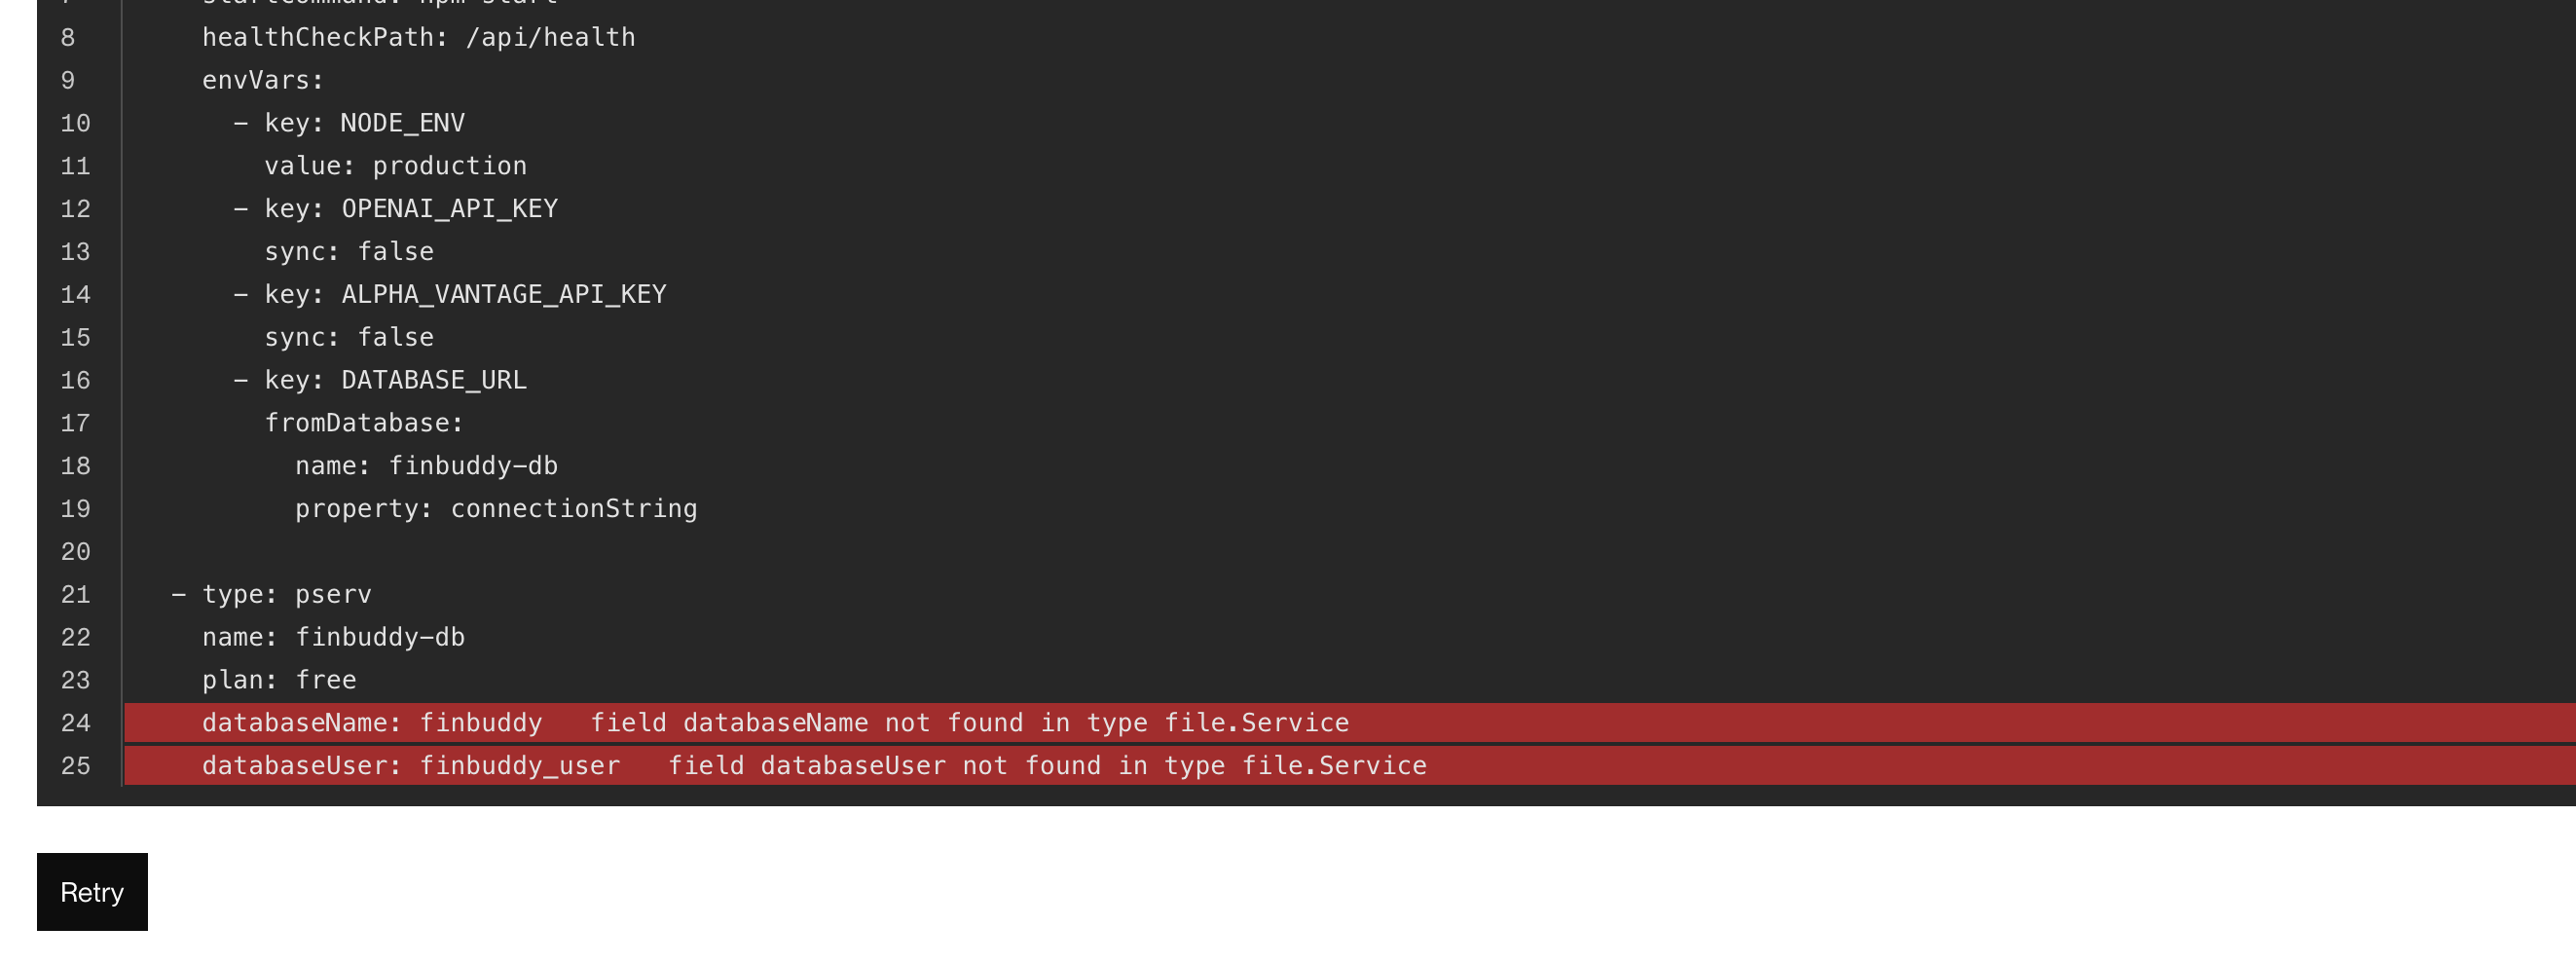 7 startCommand: npm start
8 healthCheckPath: /api/health
9 envVars:
10 - key: NODE_ENV
11 value: production
12 - key: OPENAI_API_KEY
13 sync: false
14 - key: ALPHA_VANTAGE_API_KEY
15 sync: false
16 - key: DATABASE_URL
17 fromDatabase:
18 name: finbuddy-db
19 property: connectionString
20
21 - type: pserv
22 name: finbuddy-db
23 plan: free
24 databaseName: finbuddy field databaseName not found in type file.Service
25 databaseUser: finbuddy_user field databaseUser not found in type file.Service
Retry